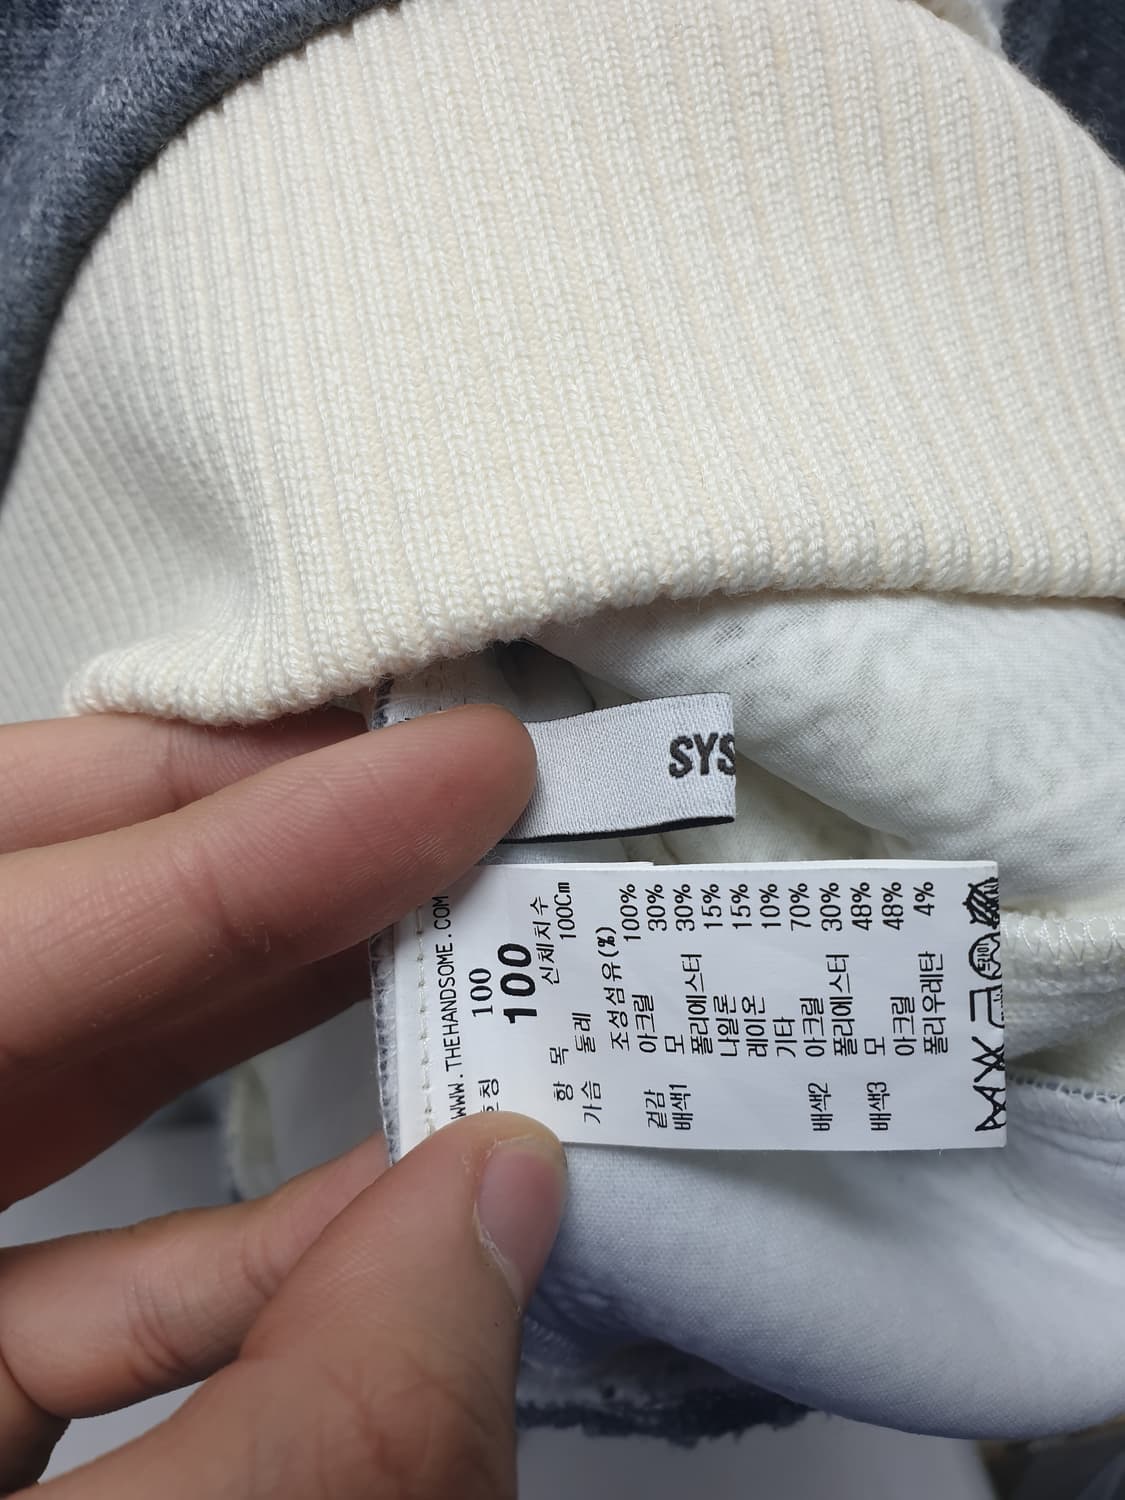 SYS
WWW.THEHANDSOME.COM
호칭 100
100
항 목 신체치수
가슴 둘레 100Cm
조성섬유(%)
겉감 아크릴 100%
배색1 모 30%
폴리에스터 30%
나일론 15%
레이온 15%
기타 10%
배색2 아크릴 70%
폴리에스터 30%
배색3 모 48%
아크릴 48%
폴리우레탄 4%